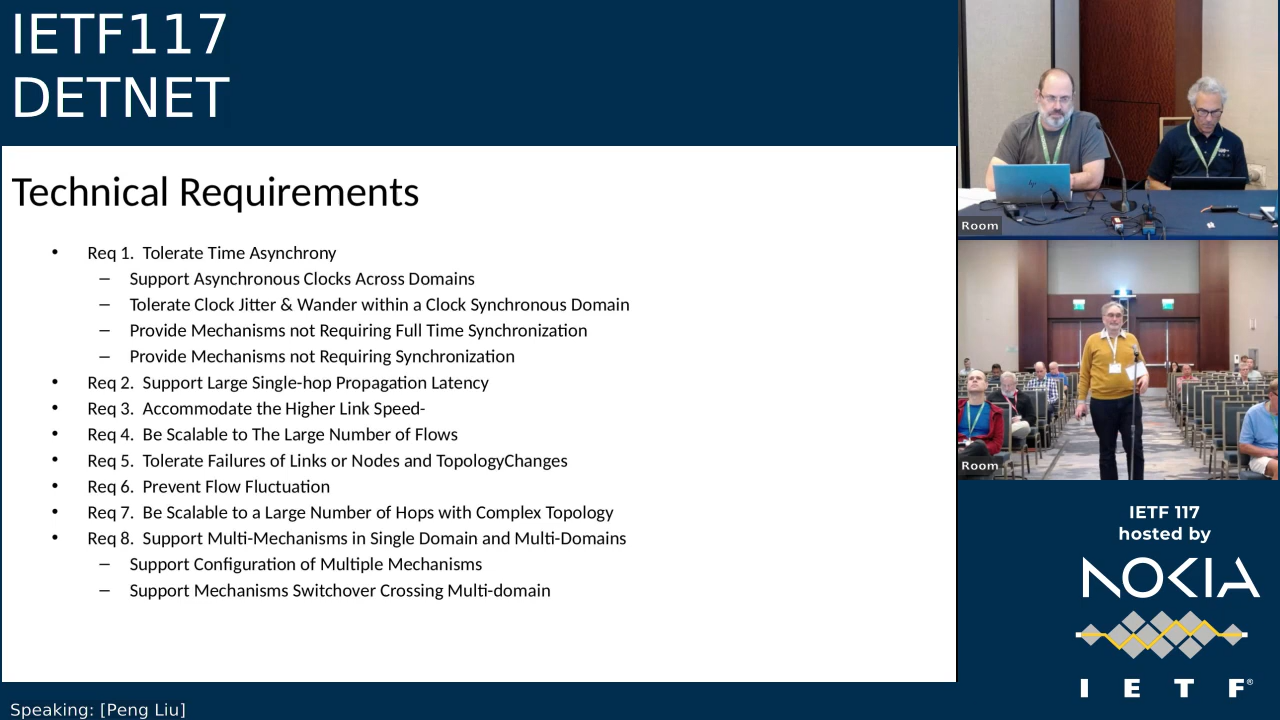 IETF117
DETNET
Technical Requirements
• Req 1. Tolerate Time Asynchrony
– Support Asynchronous Clocks Across Domains
– Tolerate Clock Jitter & Wander within a Clock Synchronous Domain
– Provide Mechanisms not Requiring Full Time Synchronization
– Provide Mechanisms not Requiring Synchronization
• Req 2. Support Large Single-hop Propagation Latency
• Req 3. Accommodate the Higher Link Speed-
• Req 4. Be Scalable to The Large Number of Flows
• Req 5. Tolerate Failures of Links or Nodes and TopologyChanges
• Req 6. Prevent Flow Fluctuation
• Req 7. Be Scalable to a Large Number of Hops with Complex Topology
• Req 8. Support Multi-Mechanisms in Single Domain and Multi-Domains
– Support Configuration of Multiple Mechanisms
– Support Mechanisms Switchover Crossing Multi-domain
Speaking: [Peng Liu]
Room
Room
IETF 117
hosted by
NOKIA
I E T F®